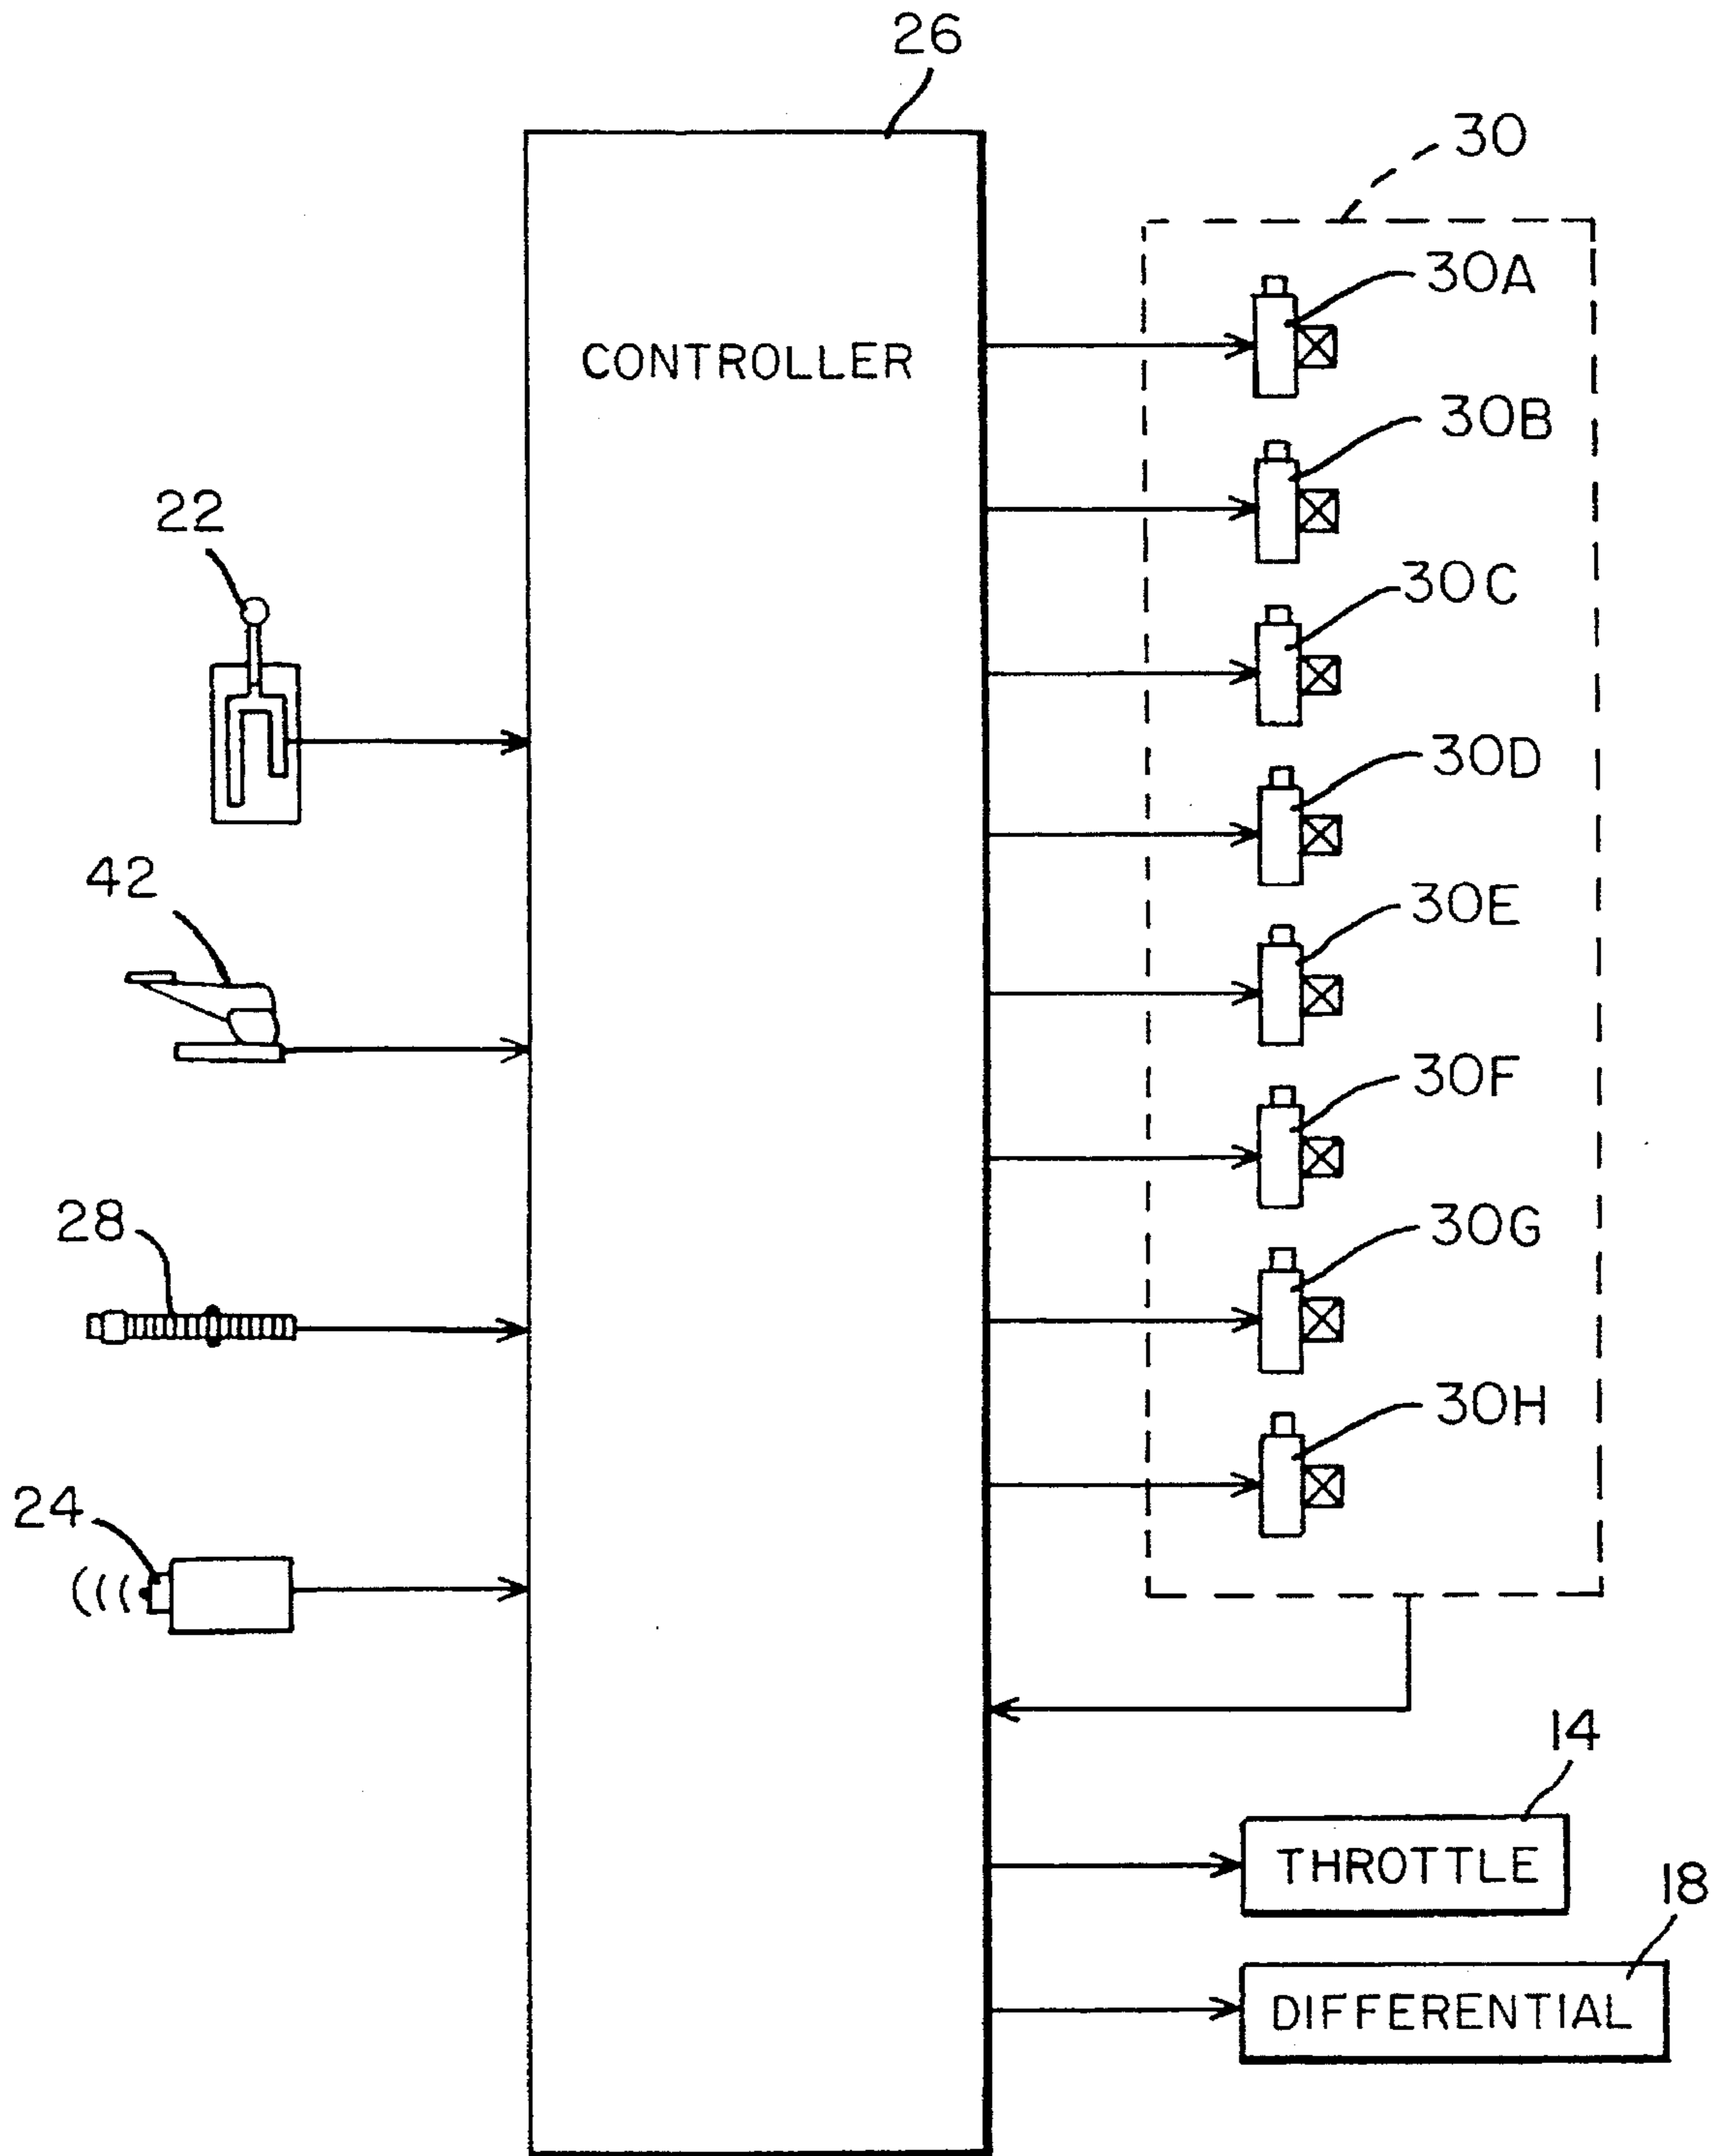 26
30
30A
CONTROLLER
30B
22
30C
30D
42
30E
30F
28
30G
30H
24
14
THROTTLE
18
DIFFERENTIAL